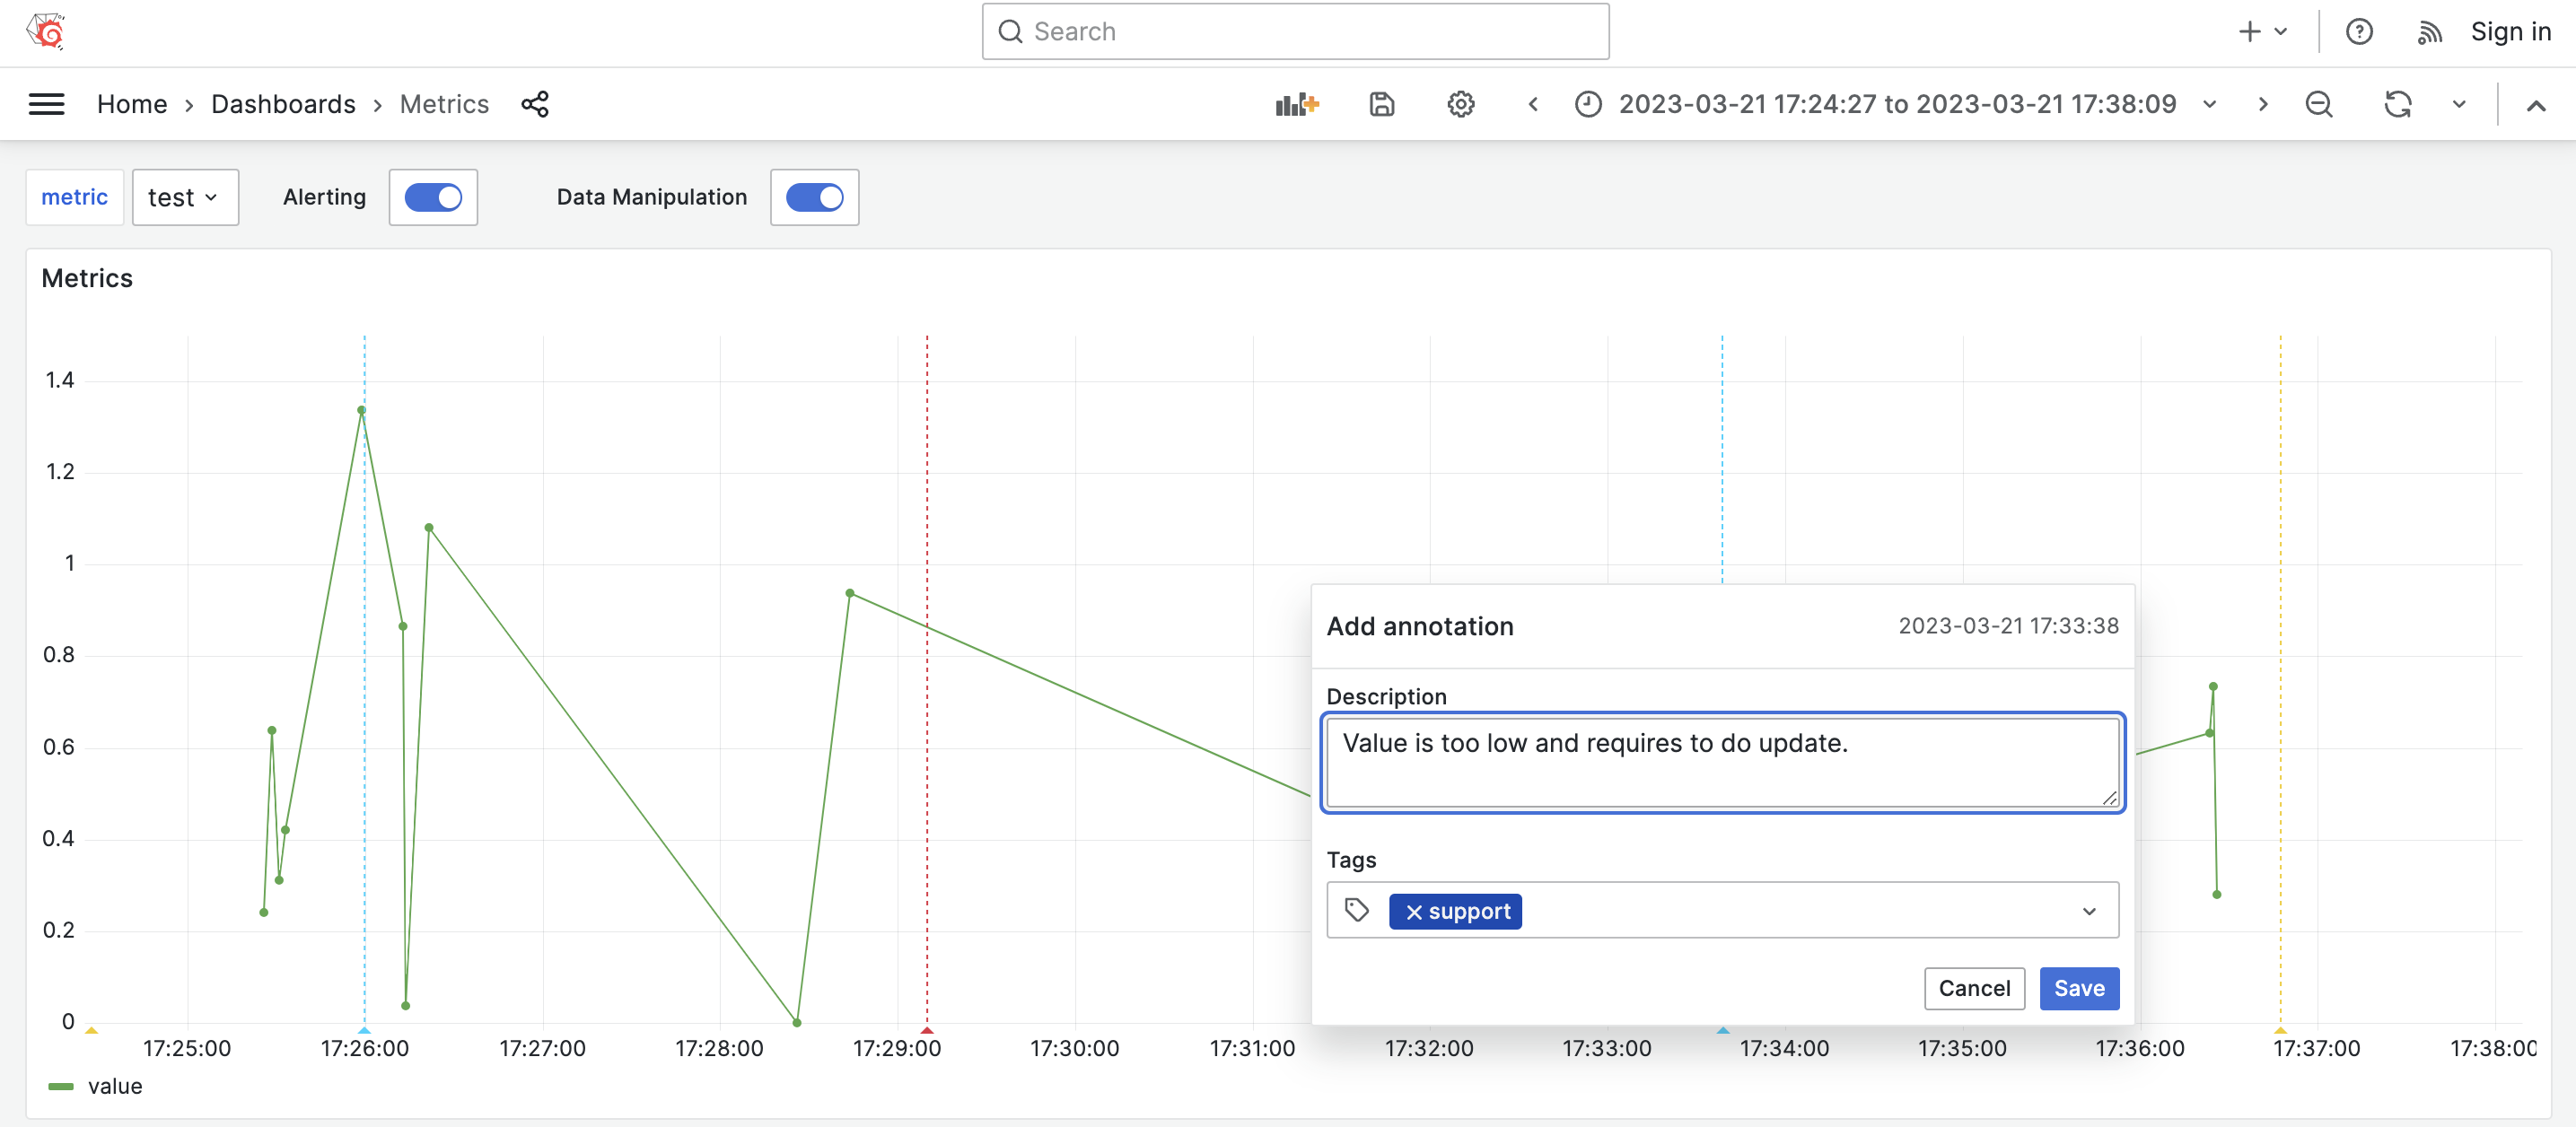 Search
Sign in
Home › Dashboards › Metrics
2023-03-21 17:24:27 to 2023-03-21 17:38:09
metric
test
Alerting
Data Manipulation
Metrics
1.4
1.2
1
0.8
0.6
0.4
0.2
0
Add annotation
2023-03-21 17:33:38
Description
Value is too low and requires to do update.
Tags
support
Cancel
Save
17:25:00 17:26:00 17:27:00 17:28:00 17:29:00 17:30:00 17:31:00 17:32:00 17:33:00 17:34:00 17:35:00 17:36:00 17:37:00 17:38:00
value